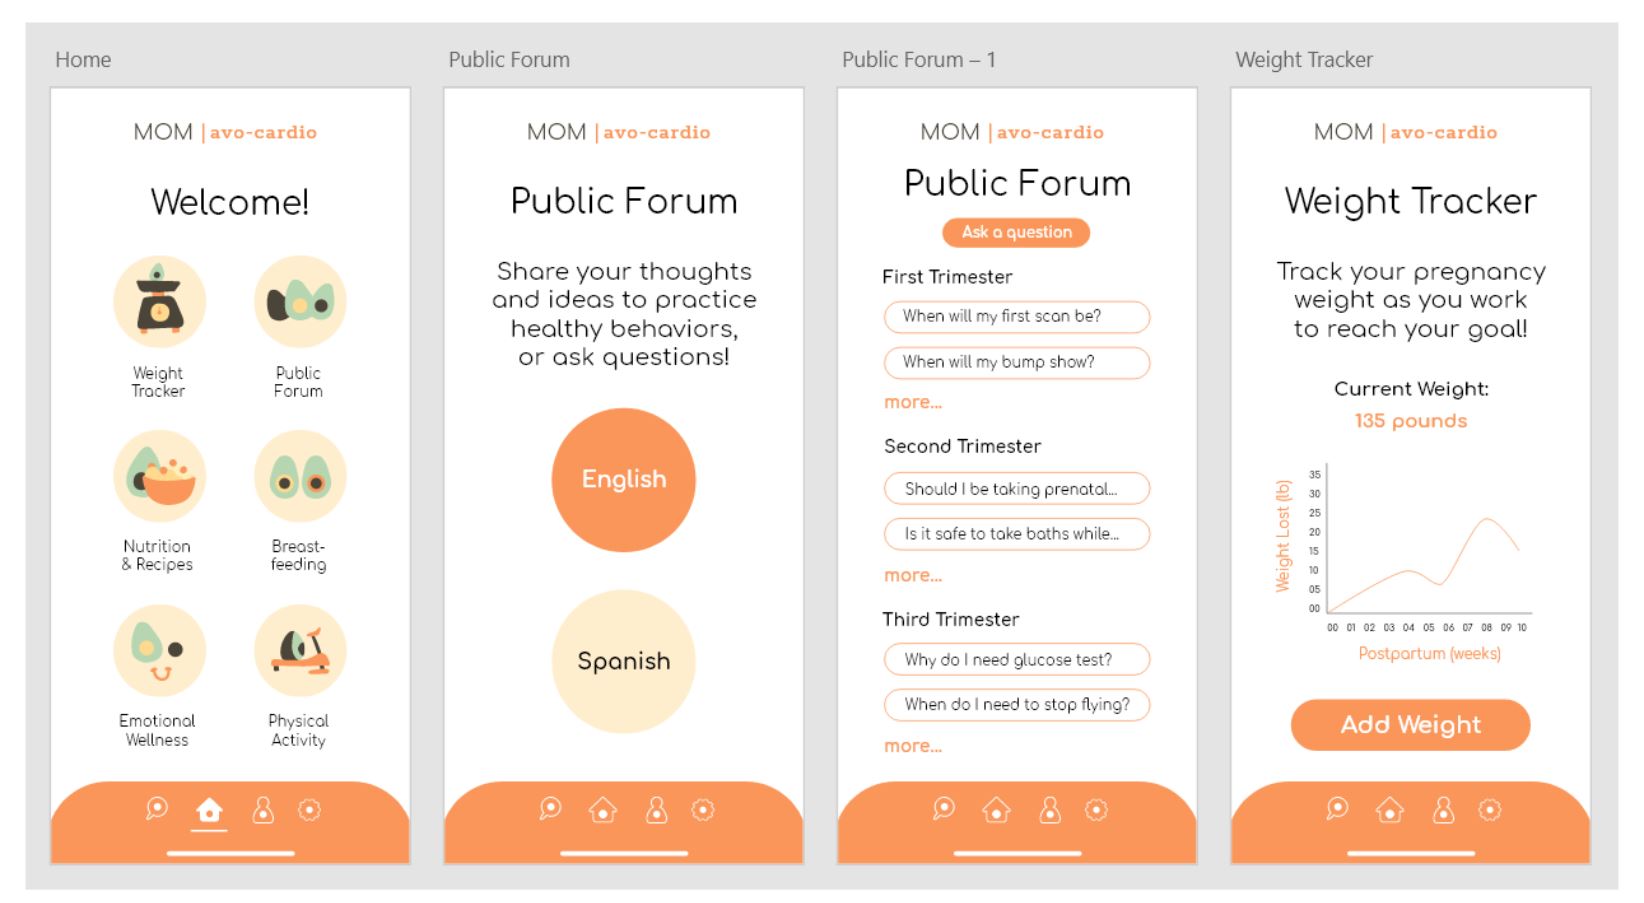 Home
MOM | avo-cardio
Welcome!
Weight
Tracker
Public
Forum
Nutrition
& Recipes
Breast-
feeding
Emotional
Wellness
Physical
Activity
Public Forum
MOM | avo-cardio
Public Forum
Share your thoughts
and ideas to practice
healthy behaviors,
or ask questions!
English
Spanish
Public Forum – 1
MOM | avo-cardio
Public Forum
Ask a question
First Trimester
When will my first scan be?
When will my bump show?
more...
Second Trimester
Should I be taking prenatal...
Is it safe to take baths while...
more...
Third Trimester
Why do I need glucose test?
When do I need to stop flying?
more...
Weight Tracker
MOM | avo-cardio
Weight Tracker
Track your pregnancy
weight as you work
to reach your goal!
Current Weight:
135 pounds
Weight Lost (lb)
35
30
25
20
15
10
05
00
00 01 02 03 04 05 06 07 08 09 10
Postpartum (weeks)
Add Weight